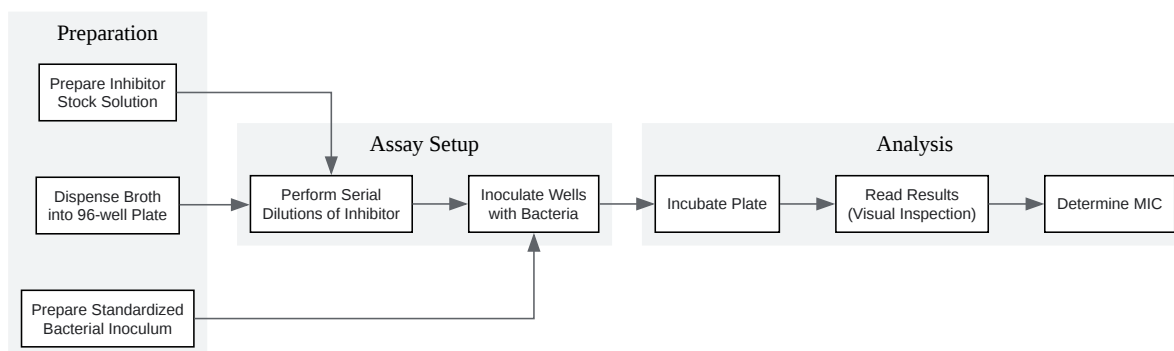 Preparation
Prepare Inhibitor
Stock Solution
Dispense Broth
into 96-well Plate
Prepare Standardized
Bacterial Inoculum
Assay Setup
Perform Serial
Dilutions of Inhibitor
Inoculate Wells
with Bacteria
Analysis
Incubate Plate
Read Results
(Visual Inspection)
Determine MIC